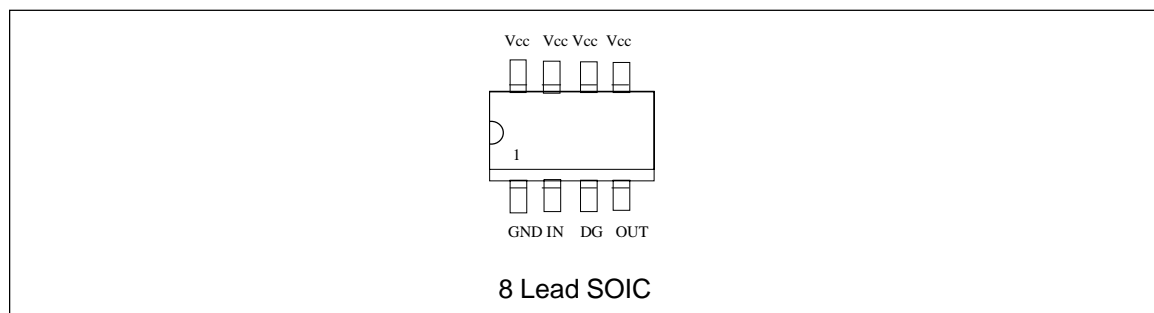 Vcc Vcc Vcc Vcc
1
GND IN DG OUT
8 Lead SOIC